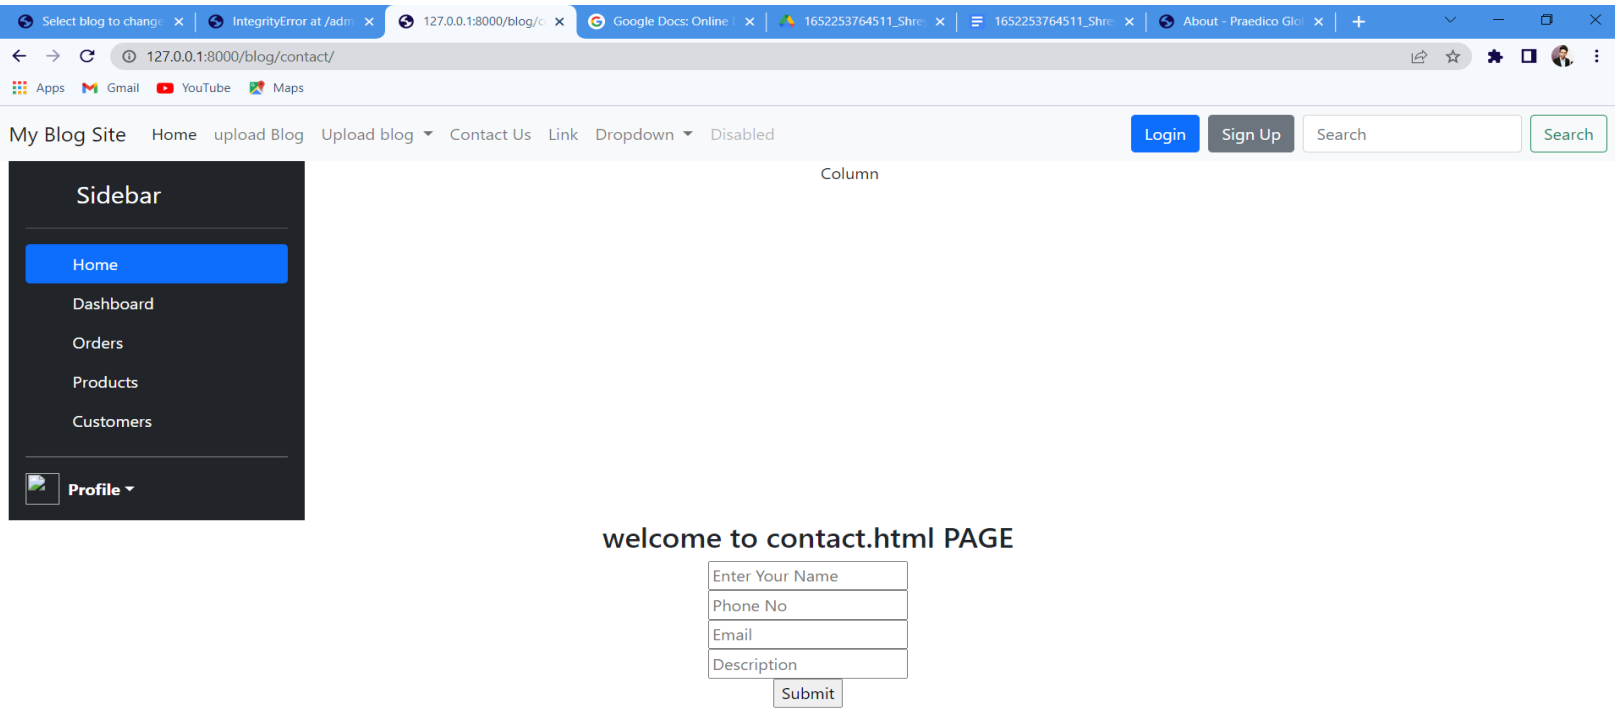 Select blog to change IntegrityError at /adm 127.0.0.1:8000/blog/c Google Docs: Online 1652253764511_Shre 1652253764511_Shre About - Praedico Glo
127.0.0.1:8000/blog/contact/
Apps Gmail YouTube Maps
My Blog Site Home upload Blog Upload blog Contact Us Link Dropdown Disabled Login Sign Up Search Search
Sidebar
Column
Home
Dashboard
Orders
Products
Customers
Profile
welcome to contact.html PAGE
Enter Your Name
Phone No
Email
Description
Submit